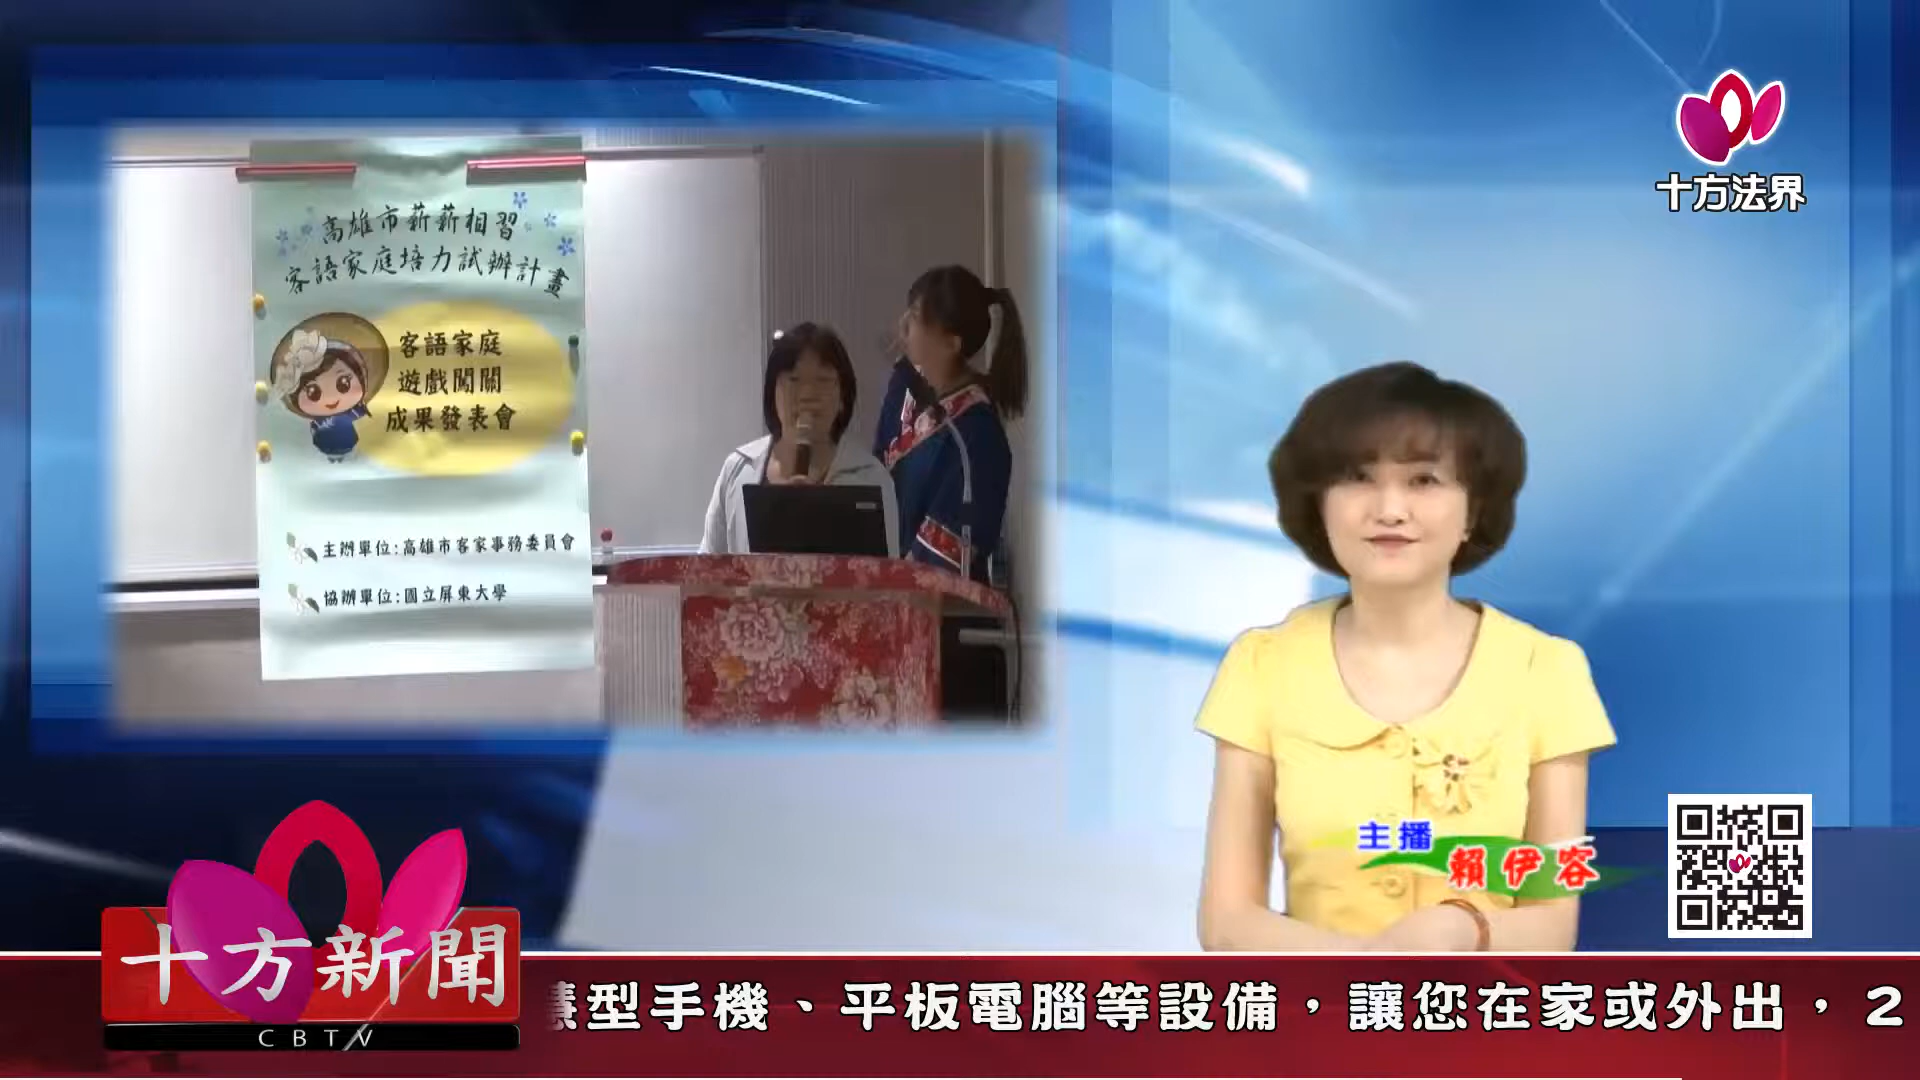 高雄市薪薪相習
客語家庭培力試辦計畫
客語家庭
遊戲闖關
成果發表會
主辦單位:高雄市客家事務委員會
協辦單位:國立屏東大學
十方法界
主播
賴伊容
十方新聞
CBTV
慧型手機、平板電腦等設備，讓您在家或外出，2